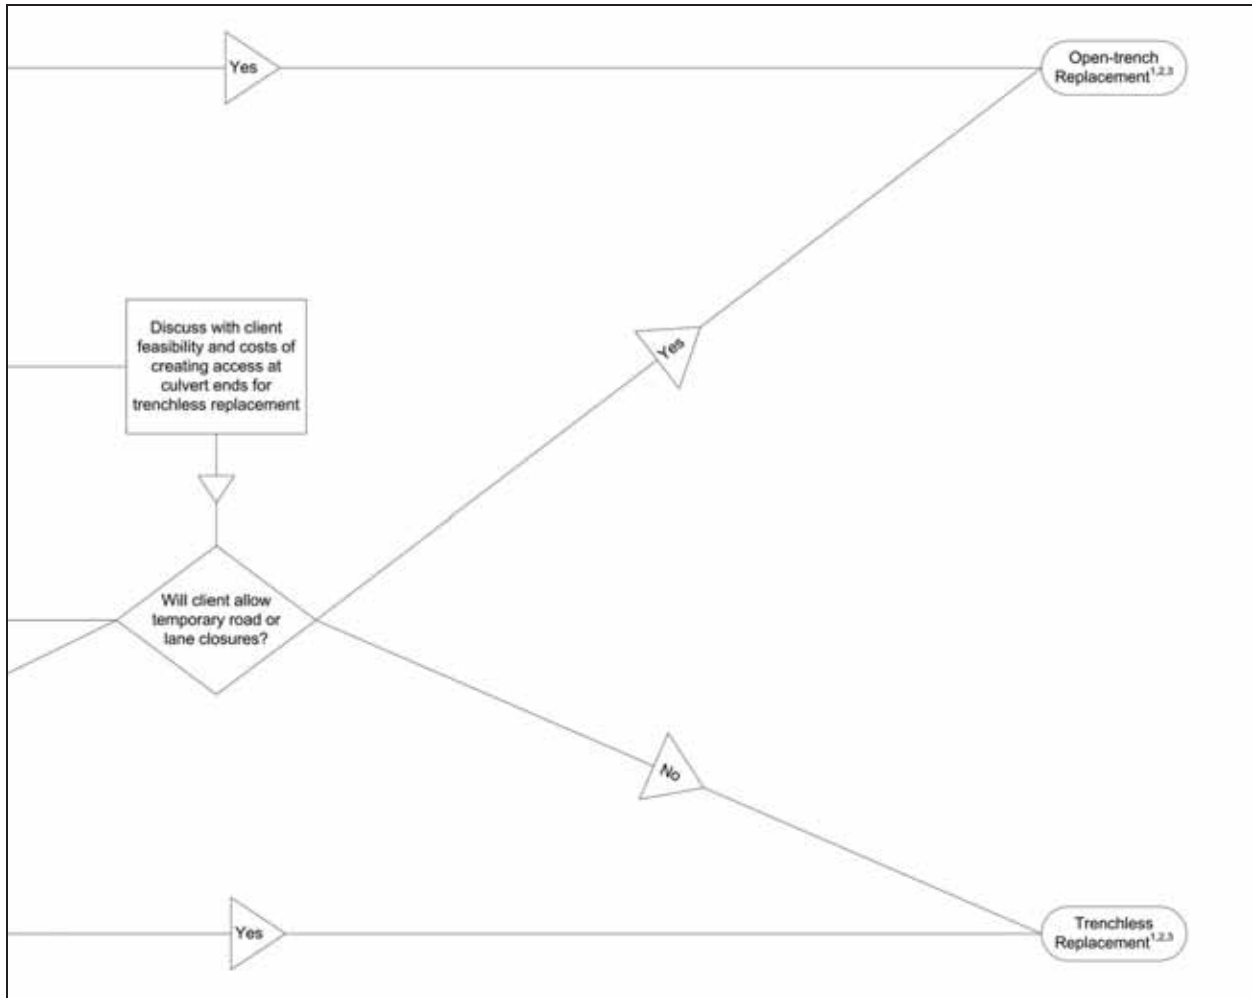 Yes
Open-trench
Replacement1,2,3
Discuss with client
feasibility and costs of
creating access at
culvert ends for
trenchless replacement
Yes
Will client allow
temporary road or
lane closures?
No
Yes
Trenchless
Replacement1,2,3